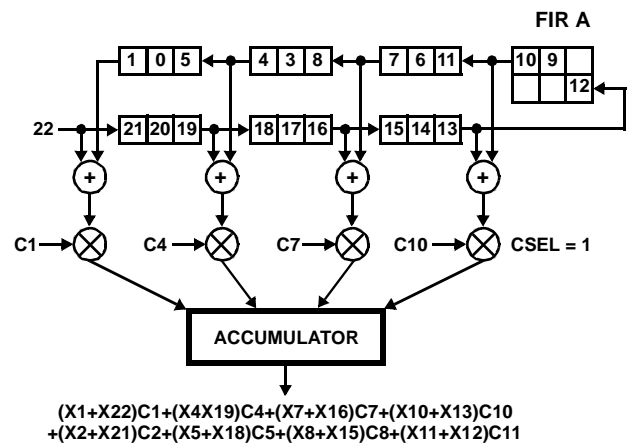 FIR A
1 0 5 4 3 8 7 6 11 10 9
12
22 21 20 19 18 17 16 15 14 13
+ + + +
C1 C4 C7 C10 CSEL = 1
ACCUMULATOR
(X1+X22)C1+(X4X19)C4+(X7+X16)C7+(X10+X13)C10
+(X2+X21)C2+(X5+X18)C5+(X8+X15)C8+(X11+X12)C11